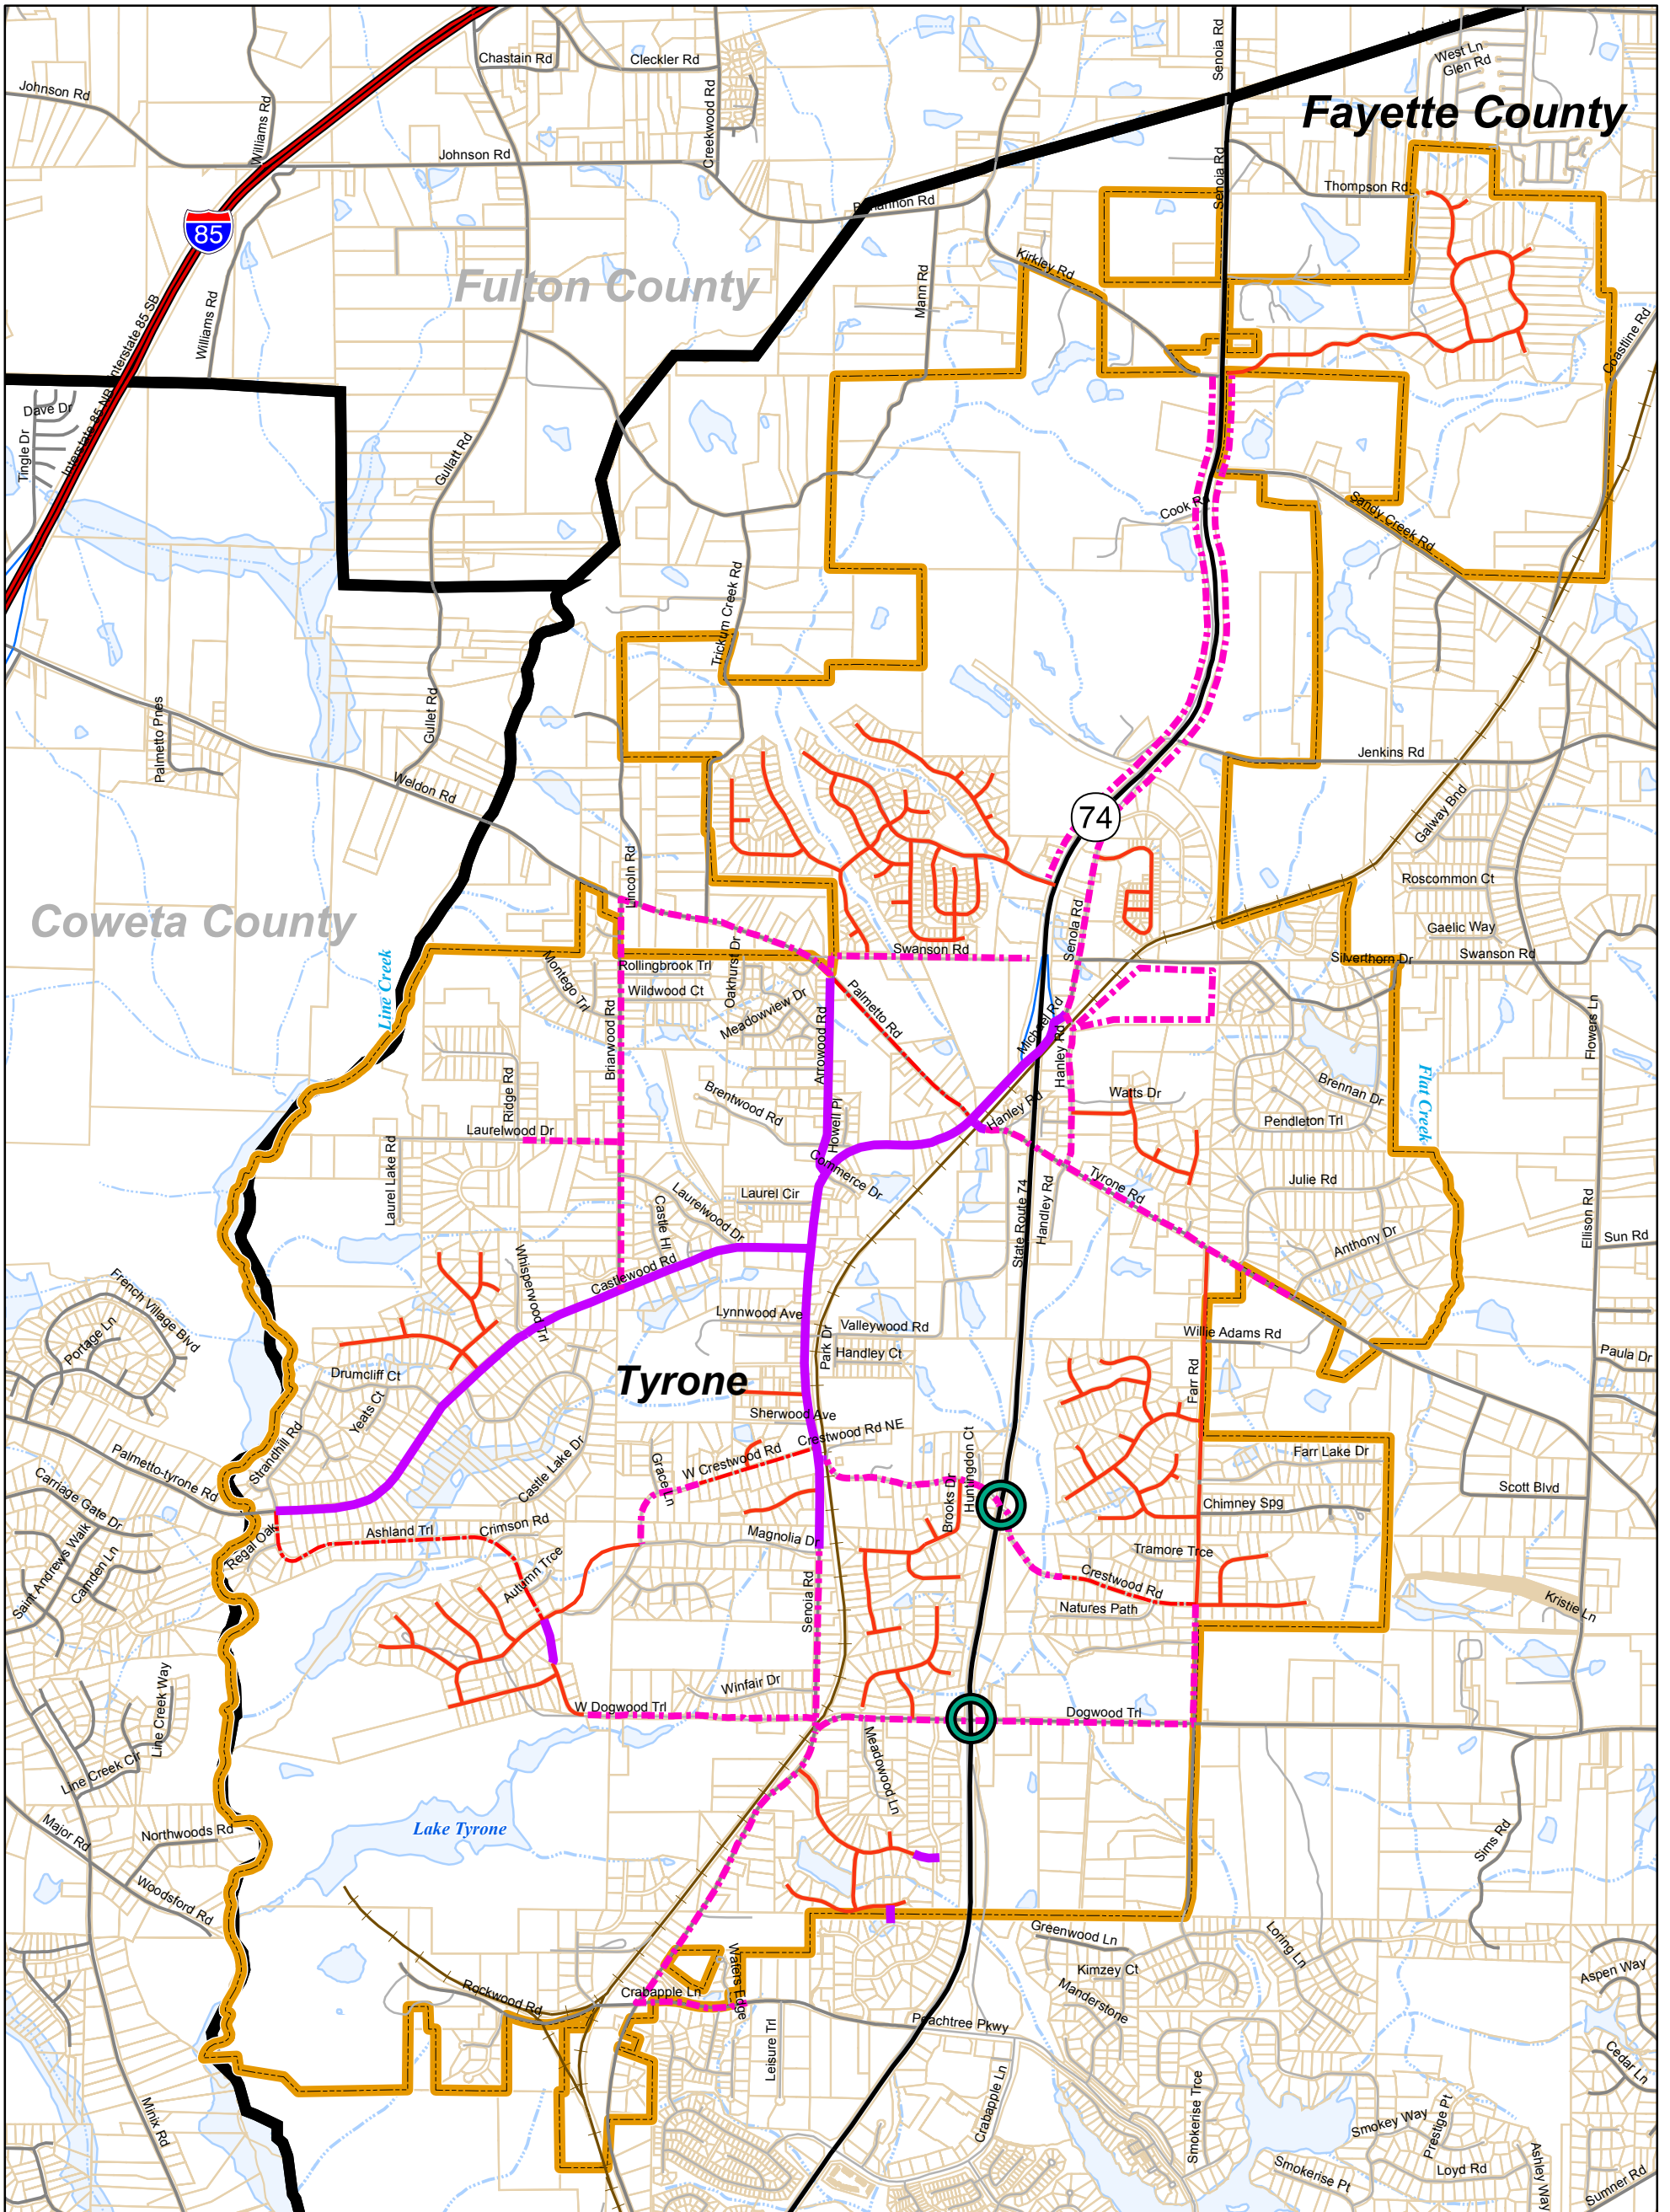 Senoia Rd
West Ln
Glen Rd
Chastain Rd
Cleckler Rd
Johnson Rd
Williams Rd
Creekwood Rd
Fayette County
Johnson Rd
Senoia Rd
Thompson Rd
Bohannon Rd
85
Fulton County
Kirkley Rd
Mann Rd
Williams Rd
Interstate 85 SB
Interstate 85 NB
Coastline Rd
Dave Dr
Tingle Dr
Gullatt Rd
Cook Rd
Sandy Creek Rd
Trickum Creek Rd
Palmetto Pnes
Gullet Rd
Jenkins Rd
Weldon Rd
74
Galway Bnd
Lincoln Rd
Roscommon Ct
Coweta County
Gaelic Way
Senoia Rd
Swanson Rd
Silverthorn Dr
Swanson Rd
Line Creek
Montego Trl
Rollingbrook Trl
Oakhurst Dr
Wildwood Ct
Meadowview Dr
Palmetto Rd
Michael Rd
Flowers Ln
Briarwood Rd
Arrowood Rd
Hanley Rd
Ridge Rd
Brentwood Rd
Howell Pl
Hanley Rd
Watts Dr
Brennan Dr
Flat Creek
Pendleton Trl
Laurelwood Dr
Laurel Lake Rd
Commerce Dr
Tyrone Rd
Julie Rd
Castle Hl
Laurelwood Dr
Laurel Cir
State Route 74
Handley Rd
Anthony Dr
Ellison Rd
Sun Rd
Whisperwood Trl
Castlewood Rd
French Village Blvd
Portage Ln
Lynnwood Ave
Valleywood Rd
Park Dr
Handley Ct
Willie Adams Rd
Paula Dr
Drumcliff Ct
Yeats Ct
Tyrone
Farr Rd
Sherwood Ave
Crestwood Rd NE
Strandhill Rd
Castle Lake Dr
Grace Ln
W Crestwood Rd
Huntingdon Ct
Brooks Dr
Farr Lake Dr
Palmetto-tyrone Rd
Carriage Gate Dr
Scott Blvd
Chimney Spg
Saint Andrews Walk
Camden Ln
Regal Oak
Ashland Trl
Crimson Rd
Magnolia Dr
Tramore Trce
Autumn Trce
Crestwood Rd
Natures Path
Kristie Ln
Senoia Rd
Line Creek Way
Winfair Dr
W Dogwood Trl
Dogwood Trl
Line Creek Cir
Meadowood Ln
Major Rd
Northwoods Rd
Lake Tyrone
Sims Rd
Woodsford Rd
Greenwood Ln
Loring Ln
Waters Edge
Kimzey Ct
Aspen Way
Rockwood Rd
Crabapple Ln
Manderstone
Peachtree Pkwy
Leisure Trl
Crabapple Ln
Cedar Ln
Minix Rd
Smokerise Trce
Smokey Way
Prestige Pt
Smokerise Pt
Loyd Rd
Ashley Way
Sumner Rd